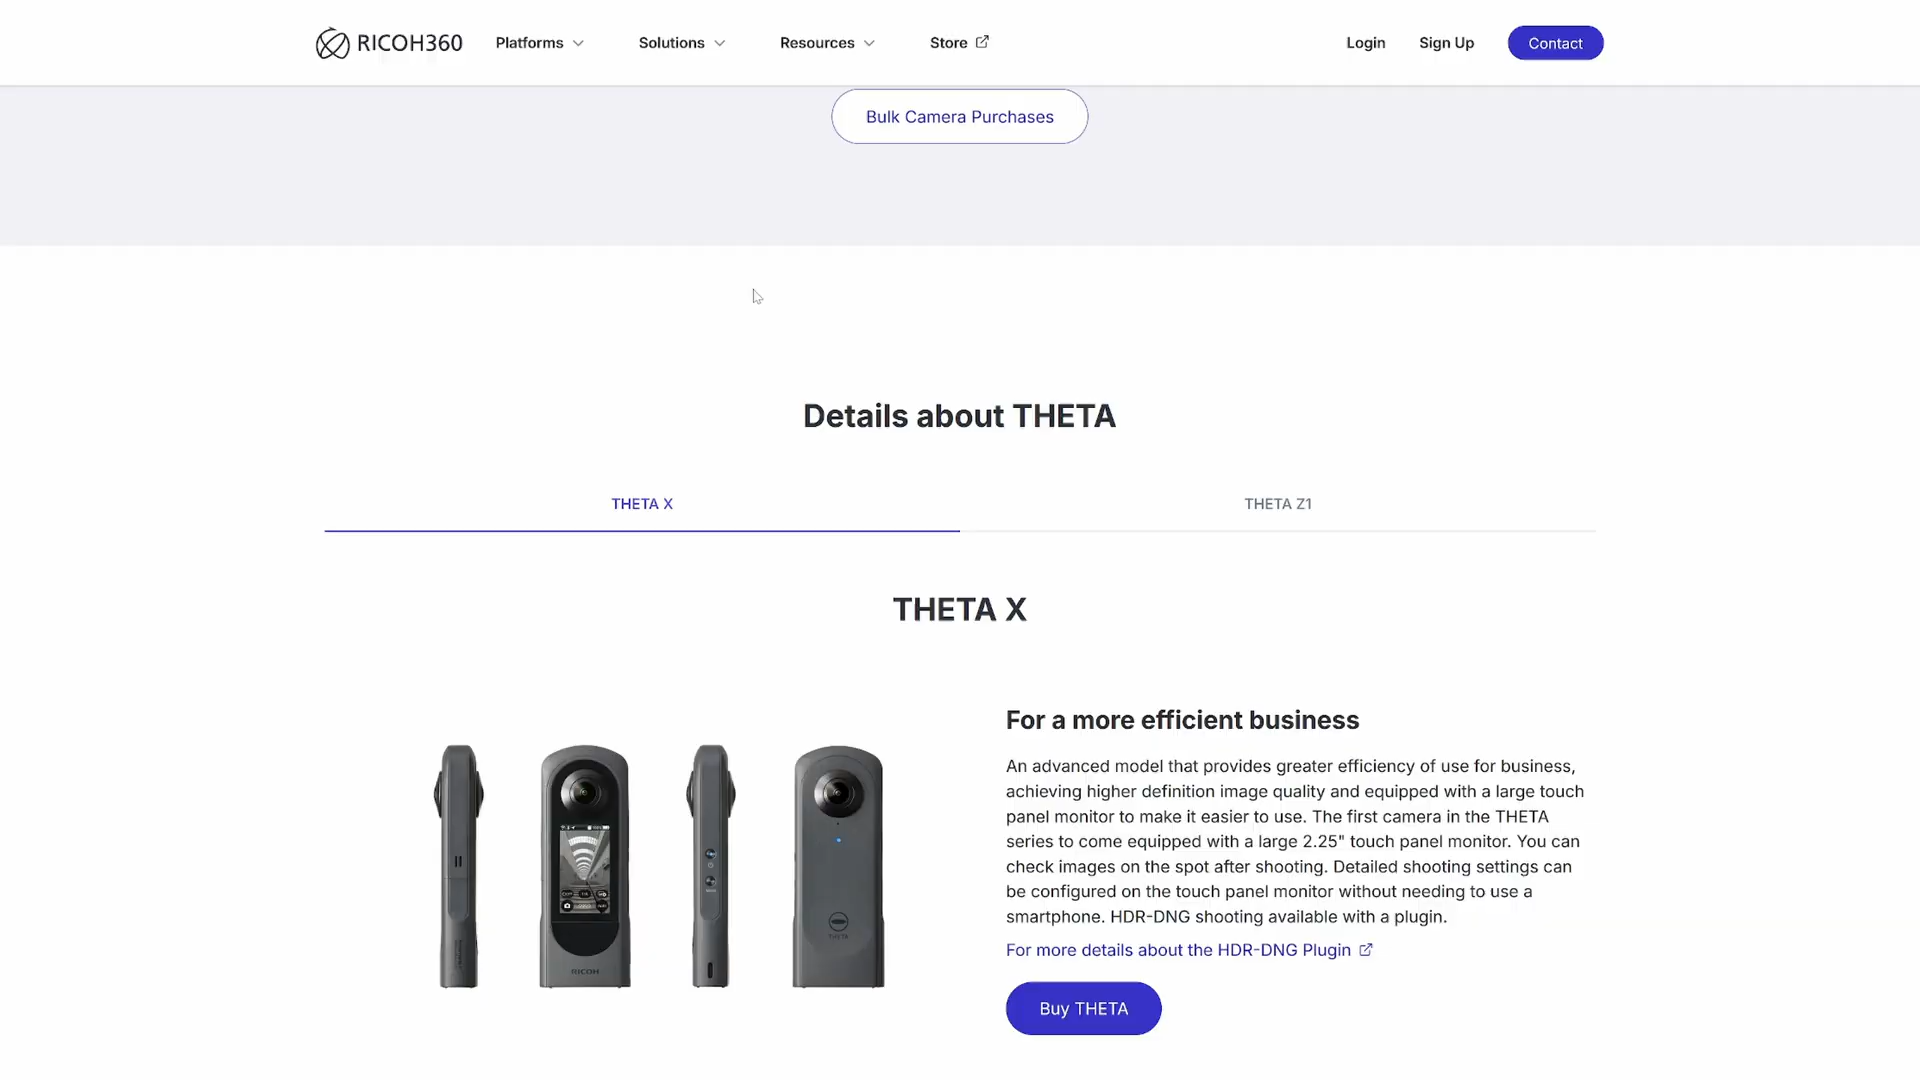 RICOH360 Platforms Solutions Resources Store Login Sign Up Contact
Bulk Camera Purchases
Details about THETA
THETA X THETA Z1
THETA X
For a more efficient business
An advanced model that provides greater efficiency of use for business,
achieving higher definition image quality and equipped with a large touch
panel monitor to make it easier to use. The first camera in the THETA
series to come equipped with a large 2.25" touch panel monitor. You can
check images on the spot after shooting. Detailed shooting settings can
be configured on the touch panel monitor without needing to use a
smartphone. HDR-DNG shooting available with a plugin.
For more details about the HDR-DNG Plugin
Buy THETA
THETA
RICOH